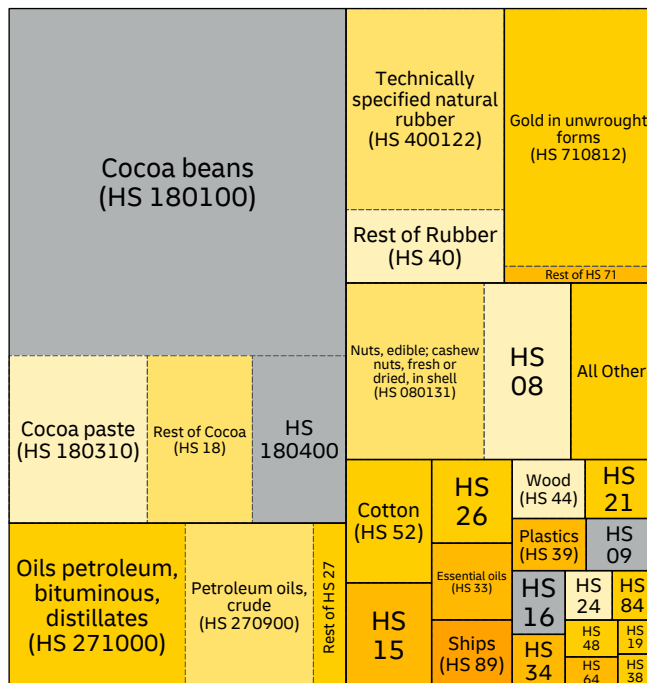 Cocoa beans
(HS 180100)
Technically
specified natural
rubber
(HS 400122)
Gold in unwrought
forms
(HS 710812)
Rest of Rubber
(HS 40)
Rest of HS 71
Nuts, edible; cashew
nuts, fresh or
dried, in shell
(HS 080131)
HS
08
All Other
Cocoa paste
(HS 180310)
Rest of Cocoa
(HS 18)
HS
180400
Oils petroleum,
bituminous,
distillates
(HS 271000)
Petroleum oils,
crude
(HS 270900)
Rest of HS 27
Cotton
(HS 52)
HS
26
Wood
(HS 44)
HS
21
Plastics
(HS 39)
HS
09
Essential oils
(HS 33)
HS
15
Ships
(HS 89)
HS
16
HS
24
HS
84
HS
34
HS
48
HS
19
HS
64
HS
38